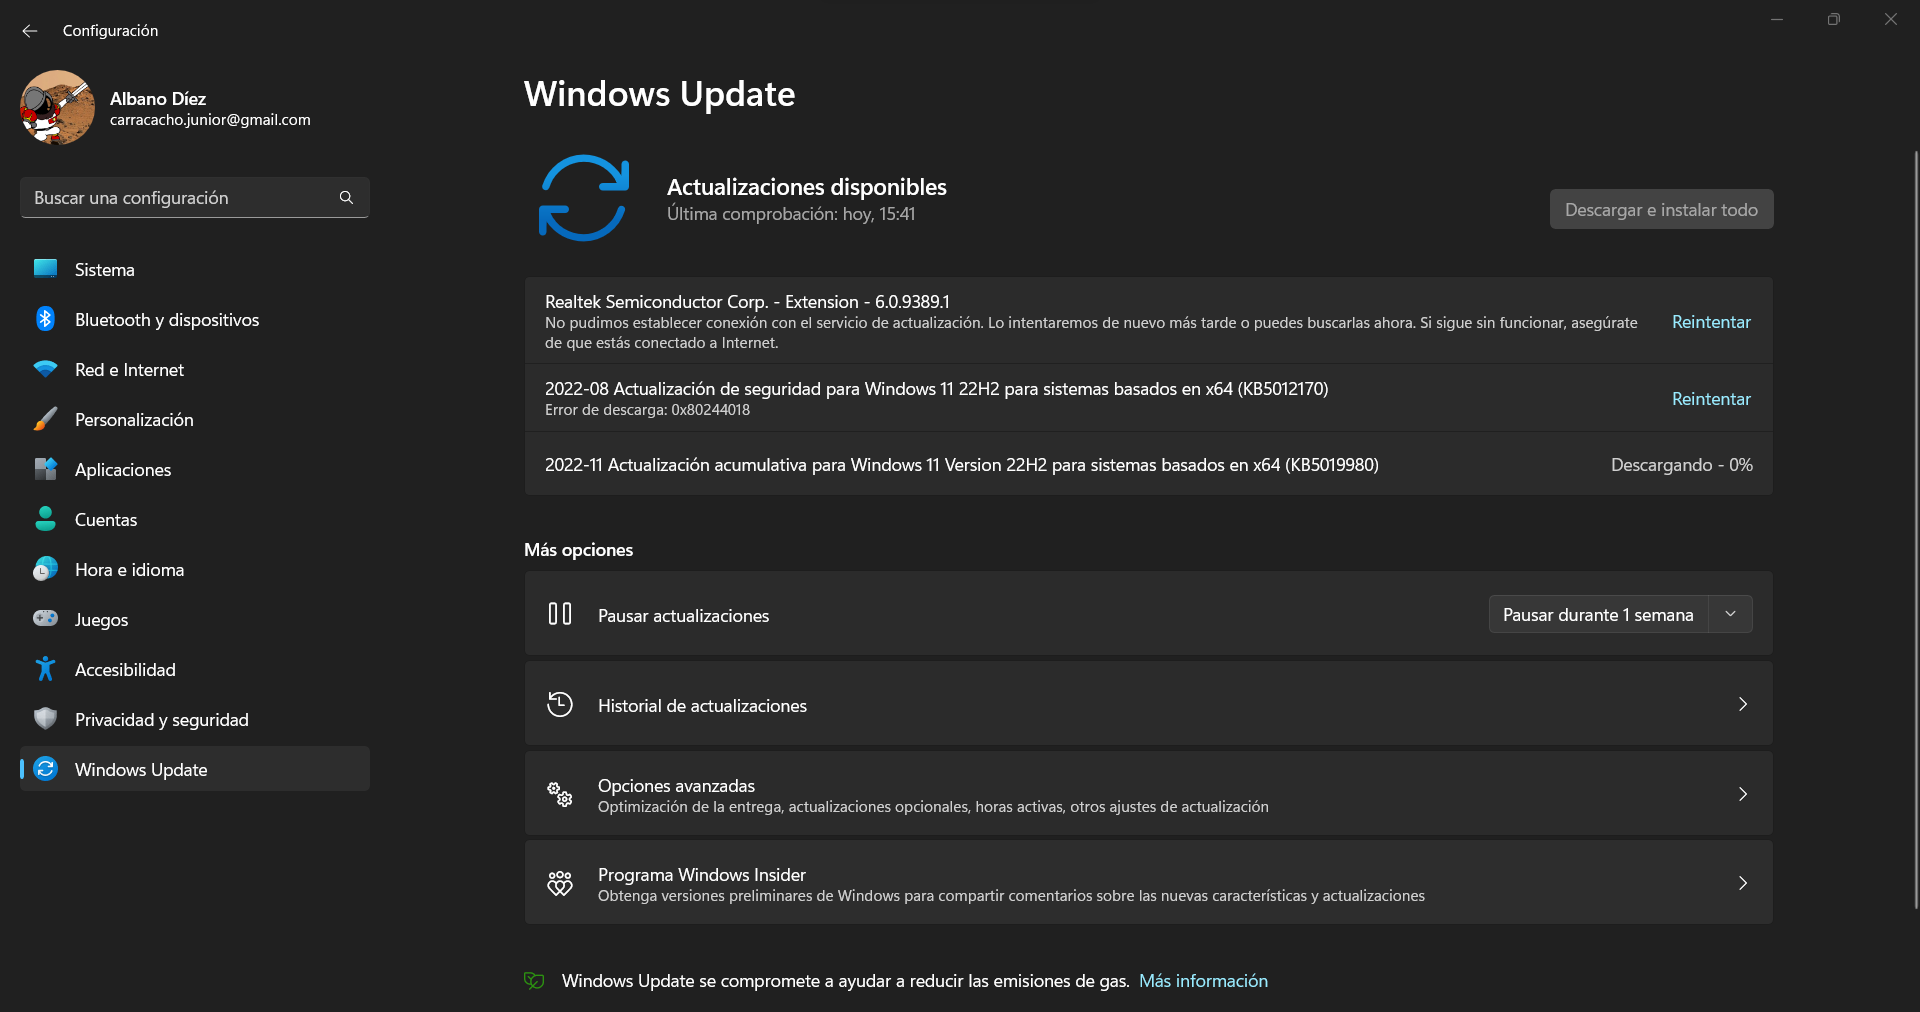 Configuración
Albano Díez
carracacho.junior@gmail.com
Buscar una configuración
Sistema
Bluetooth y dispositivos
Red e Internet
Personalización
Aplicaciones
Cuentas
Hora e idioma
Juegos
Accesibilidad
Privacidad y seguridad
Windows Update
Windows Update
Actualizaciones disponibles
Última comprobación: hoy, 15:41
Descargar e instalar todo
Realtek Semiconductor Corp. - Extension - 6.0.9389.1
No pudimos establecer conexión con el servicio de actualización. Lo intentaremos de nuevo más tarde o puedes buscarlas ahora. Si sigue sin funcionar, asegúrate
de que estás conectado a Internet.
Reintentar
2022-08 Actualización de seguridad para Windows 11 22H2 para sistemas basados en x64 (KB5012170)
Error de descarga: 0x80244018
Reintentar
2022-11 Actualización acumulativa para Windows 11 Version 22H2 para sistemas basados en x64 (KB5019980)
Descargando - 0%
Más opciones
Pausar actualizaciones
Pausar durante 1 semana
Historial de actualizaciones
Opciones avanzadas
Optimización de la entrega, actualizaciones opcionales, horas activas, otros ajustes de actualización
Programa Windows Insider
Obtenga versiones preliminares de Windows para compartir comentarios sobre las nuevas características y actualizaciones
Windows Update se compromete a ayudar a reducir las emisiones de gas. Más información